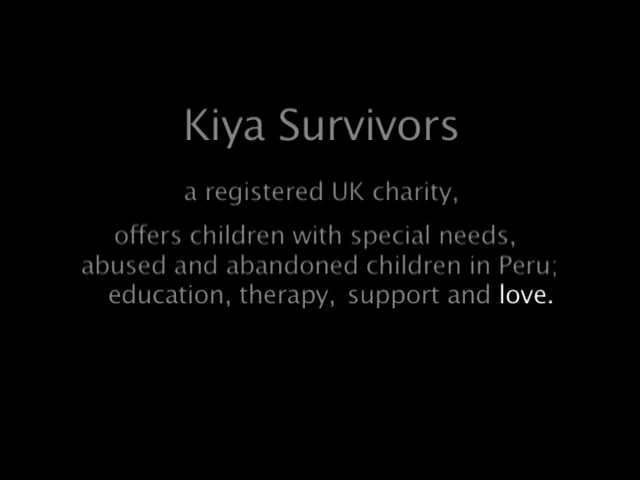 Kiya Survivors
a registered UK charity,
offers children with special needs,
abused and abandoned children in Peru;
education, therapy, support and love.